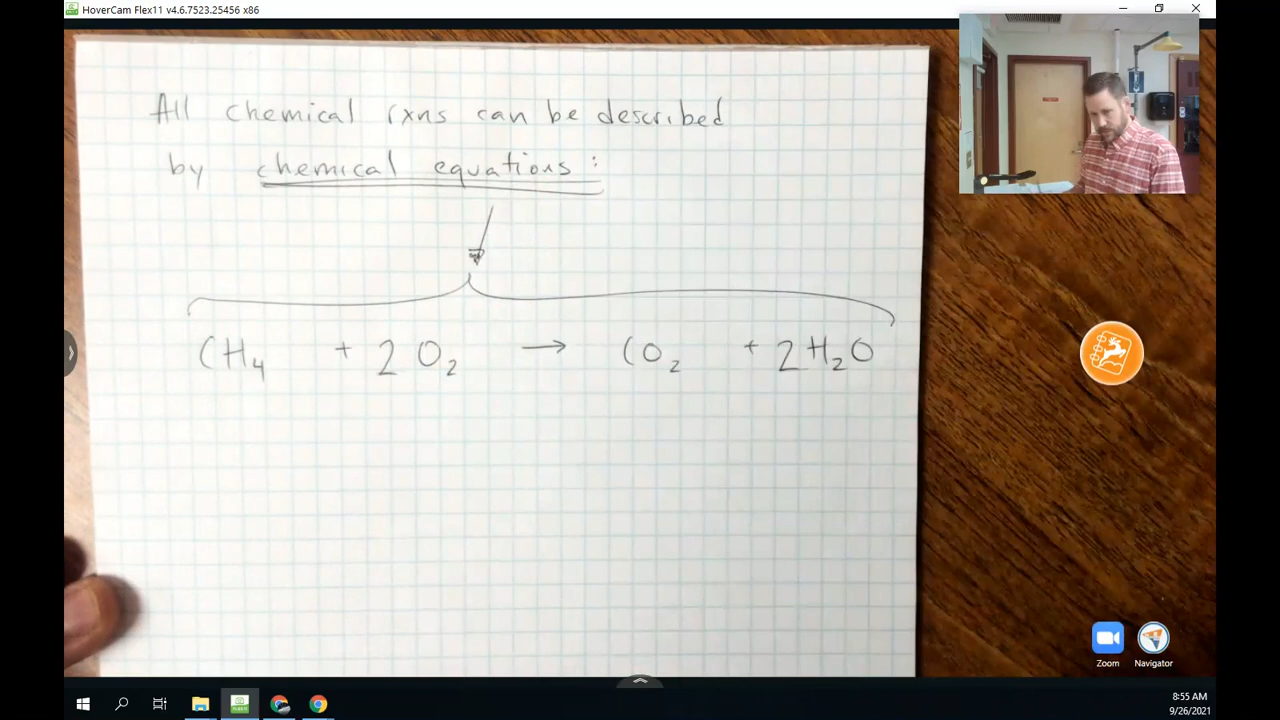 HoverCam Flex11 v4.6.7523.25456 x86
All chemical rxns can be described
by chemical equations:
CH4 + 2 O2 → CO2 + 2 H2O
Zoom Navigator
8:55 AM
9/26/2021